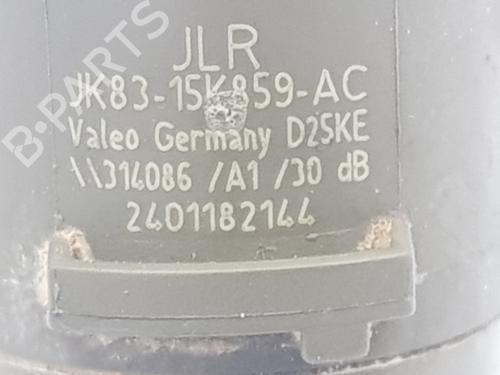 JLR
JK83-15K859-AC
Valeo Germany D2SKE
\\314086 /A1 /30 dB
2401182144
B-PARTS